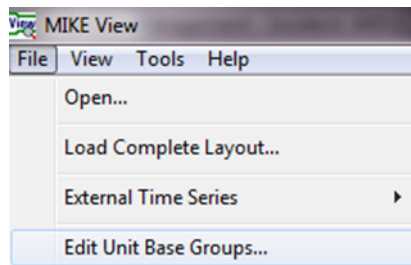 MIKE View
File View Tools Help
Open...
Load Complete Layout...
External Time Series
Edit Unit Base Groups...